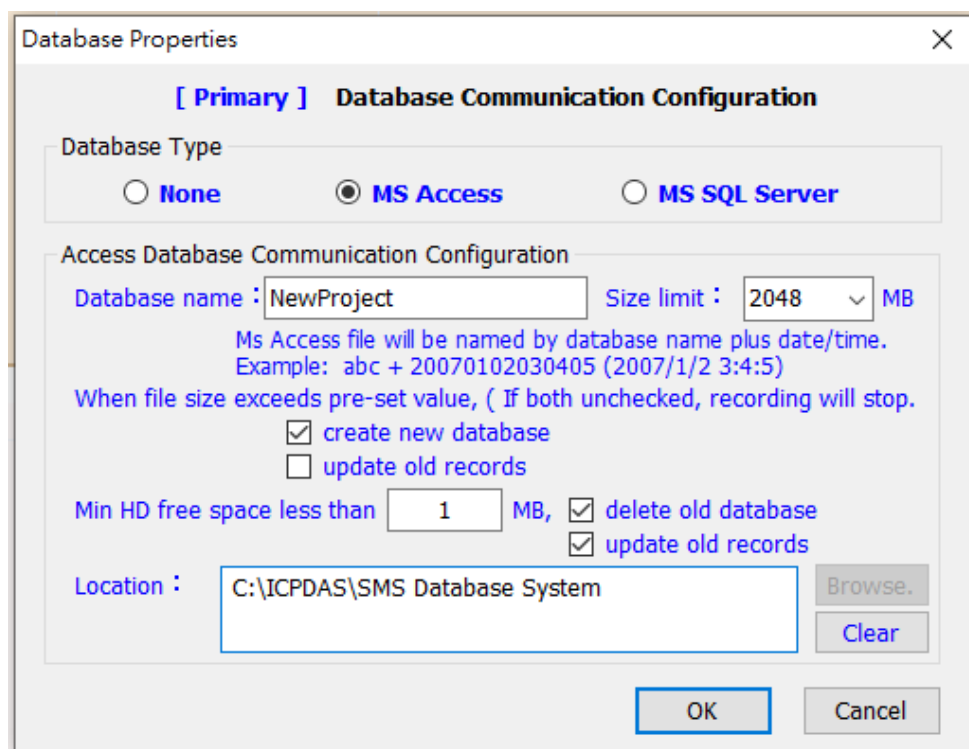 Database Properties
[ Primary ] Database Communication Configuration
Database Type
None MS Access MS SQL Server
Access Database Communication Configuration
Database name : NewProject Size limit : 2048 MB
Ms Access file will be named by database name plus date/time.
Example: abc + 20070102030405 (2007/1/2 3:4:5)
When file size exceeds pre-set value, ( If both unchecked, recording will stop.
create new database
update old records
Min HD free space less than 1 MB, delete old database
update old records
Location : C:\ICPDAS\SMS Database System Browse.
Clear
OK Cancel